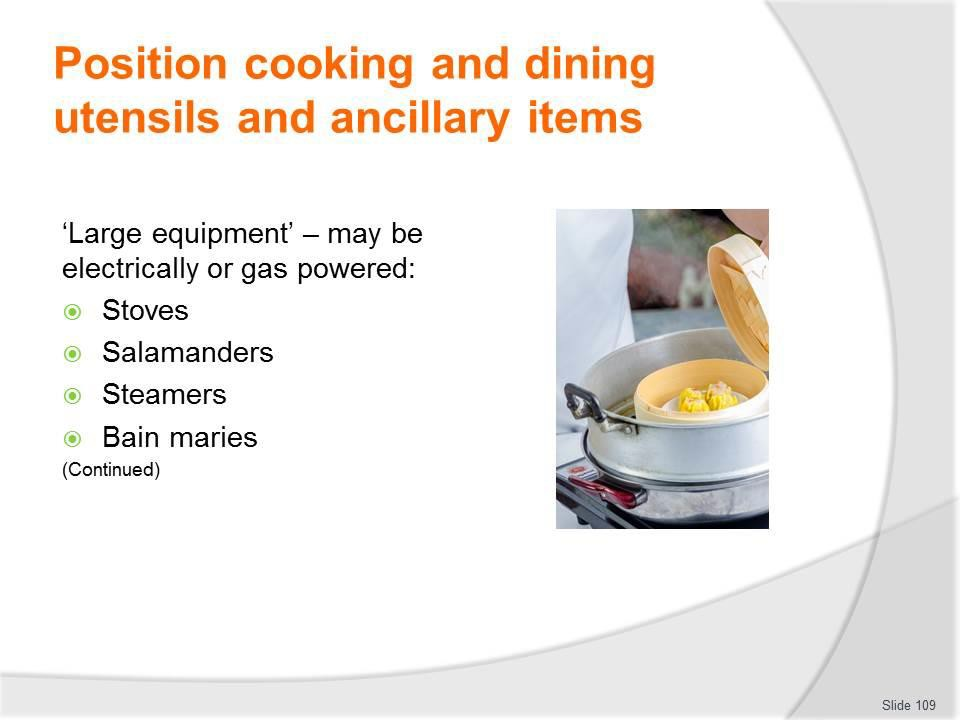 Position cooking and dining
utensils and ancillary items
‘Large equipment’ – may be
electrically or gas powered:
Stoves
Salamanders
Steamers
Bain maries
(Continued)
Slide 109